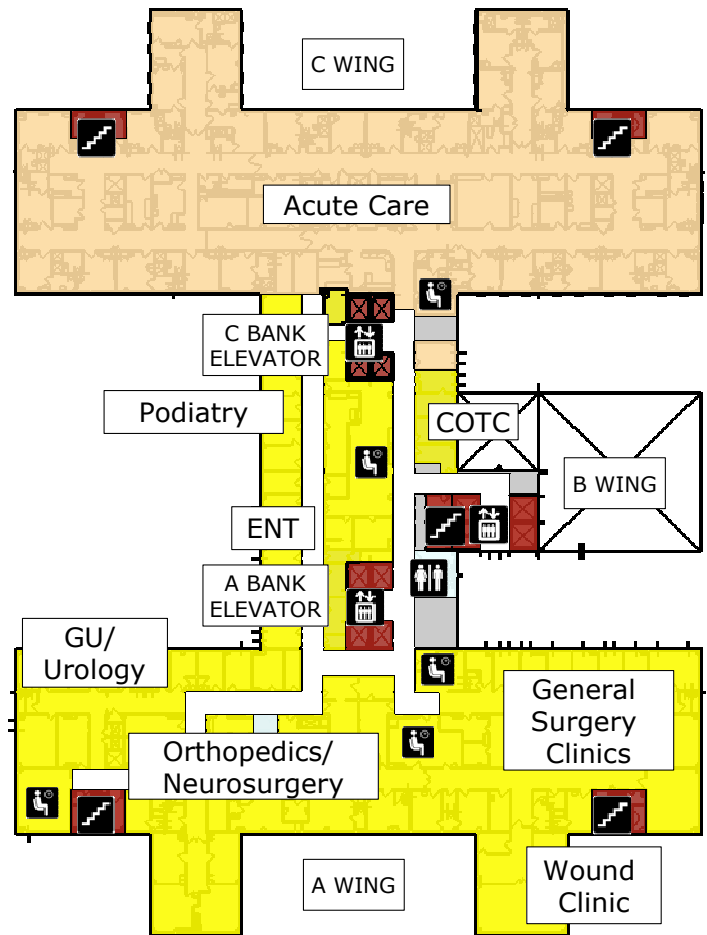 C WING
Acute Care
C BANK
ELEVATOR
Podiatry
COTC
B WING
ENT
A BANK
ELEVATOR
GU/
Urology
General
Surgery
Clinics
Orthopedics/
Neurosurgery
Wound
Clinic
A WING